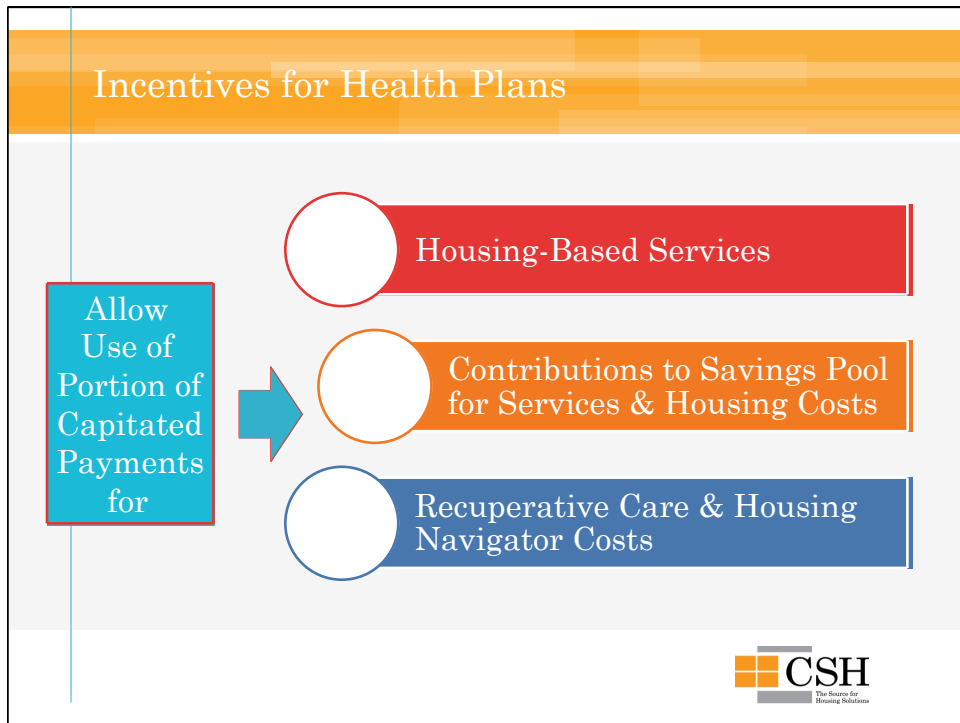 Incentives for Health Plans
Allow
Use of
Portion of
Capitated
Payments
for
Housing-Based Services
Contributions to Savings Pool
for Services & Housing Costs
Recuperative Care & Housing
Navigator Costs
CSH
The Source for
Housing Solutions